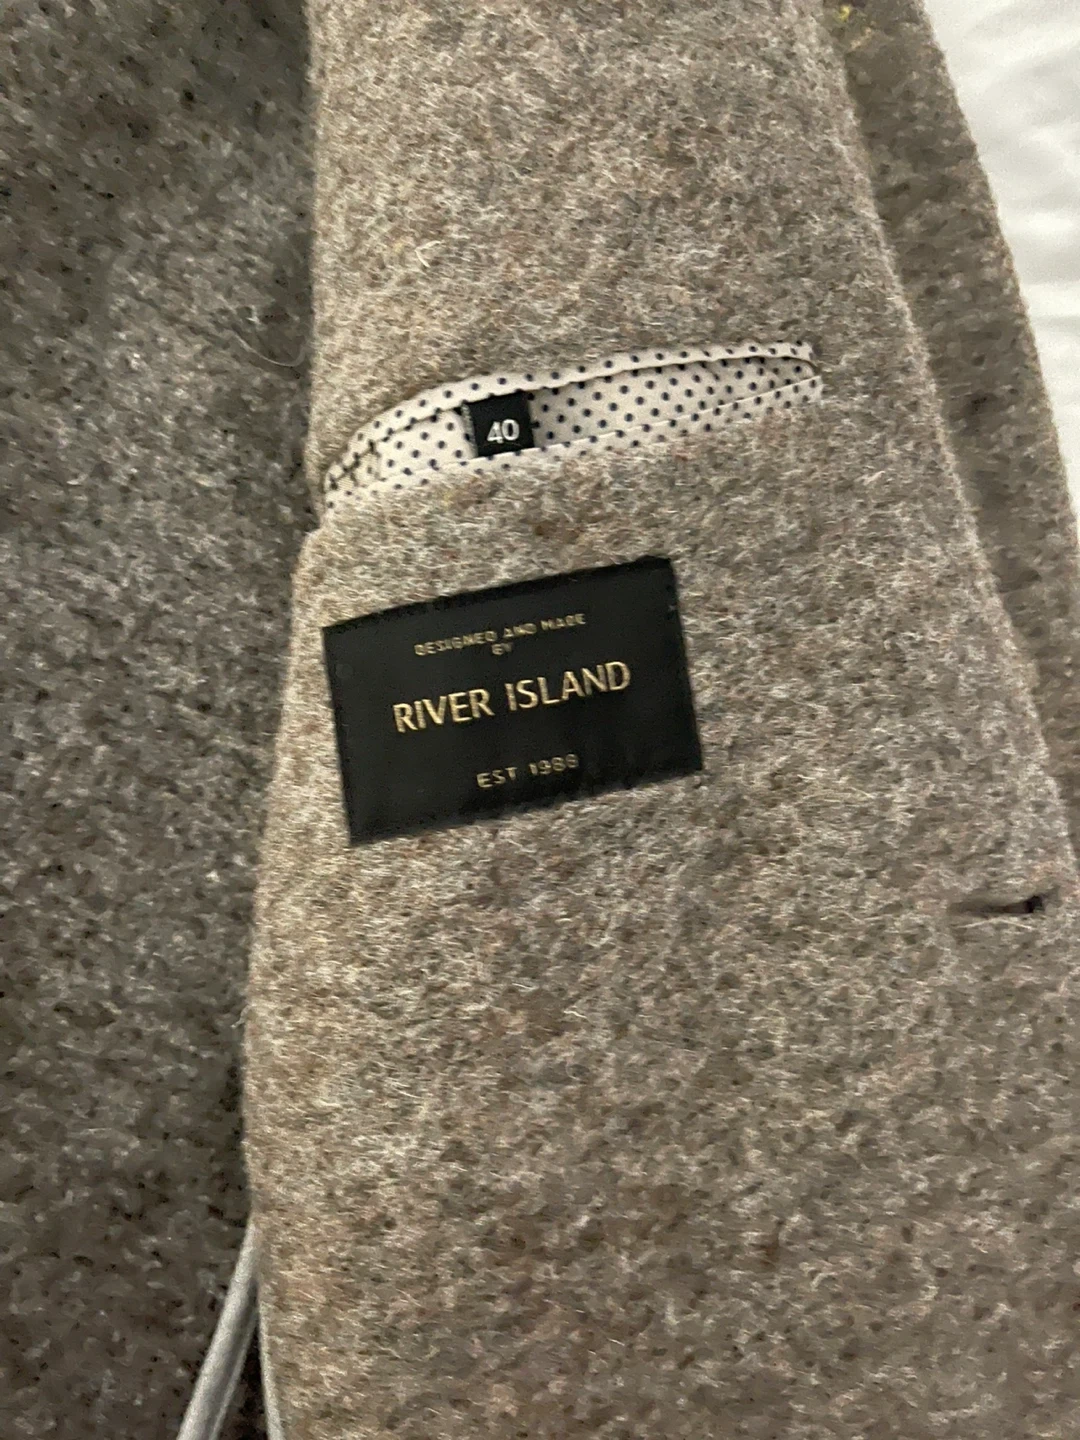 40
DESIGNED AND MADE
BY
RIVER ISLAND
EST 1988